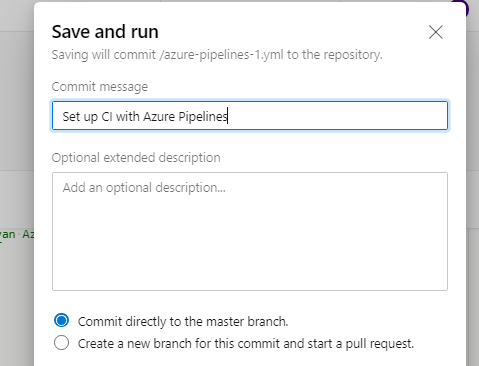 Save and run
Saving will commit /azure-pipelines-1.yml to the repository.
Commit message
Set up CI with Azure Pipelines
Optional extended description
Add an optional description...
Commit directly to the master branch.
Create a new branch for this commit and start a pull request.